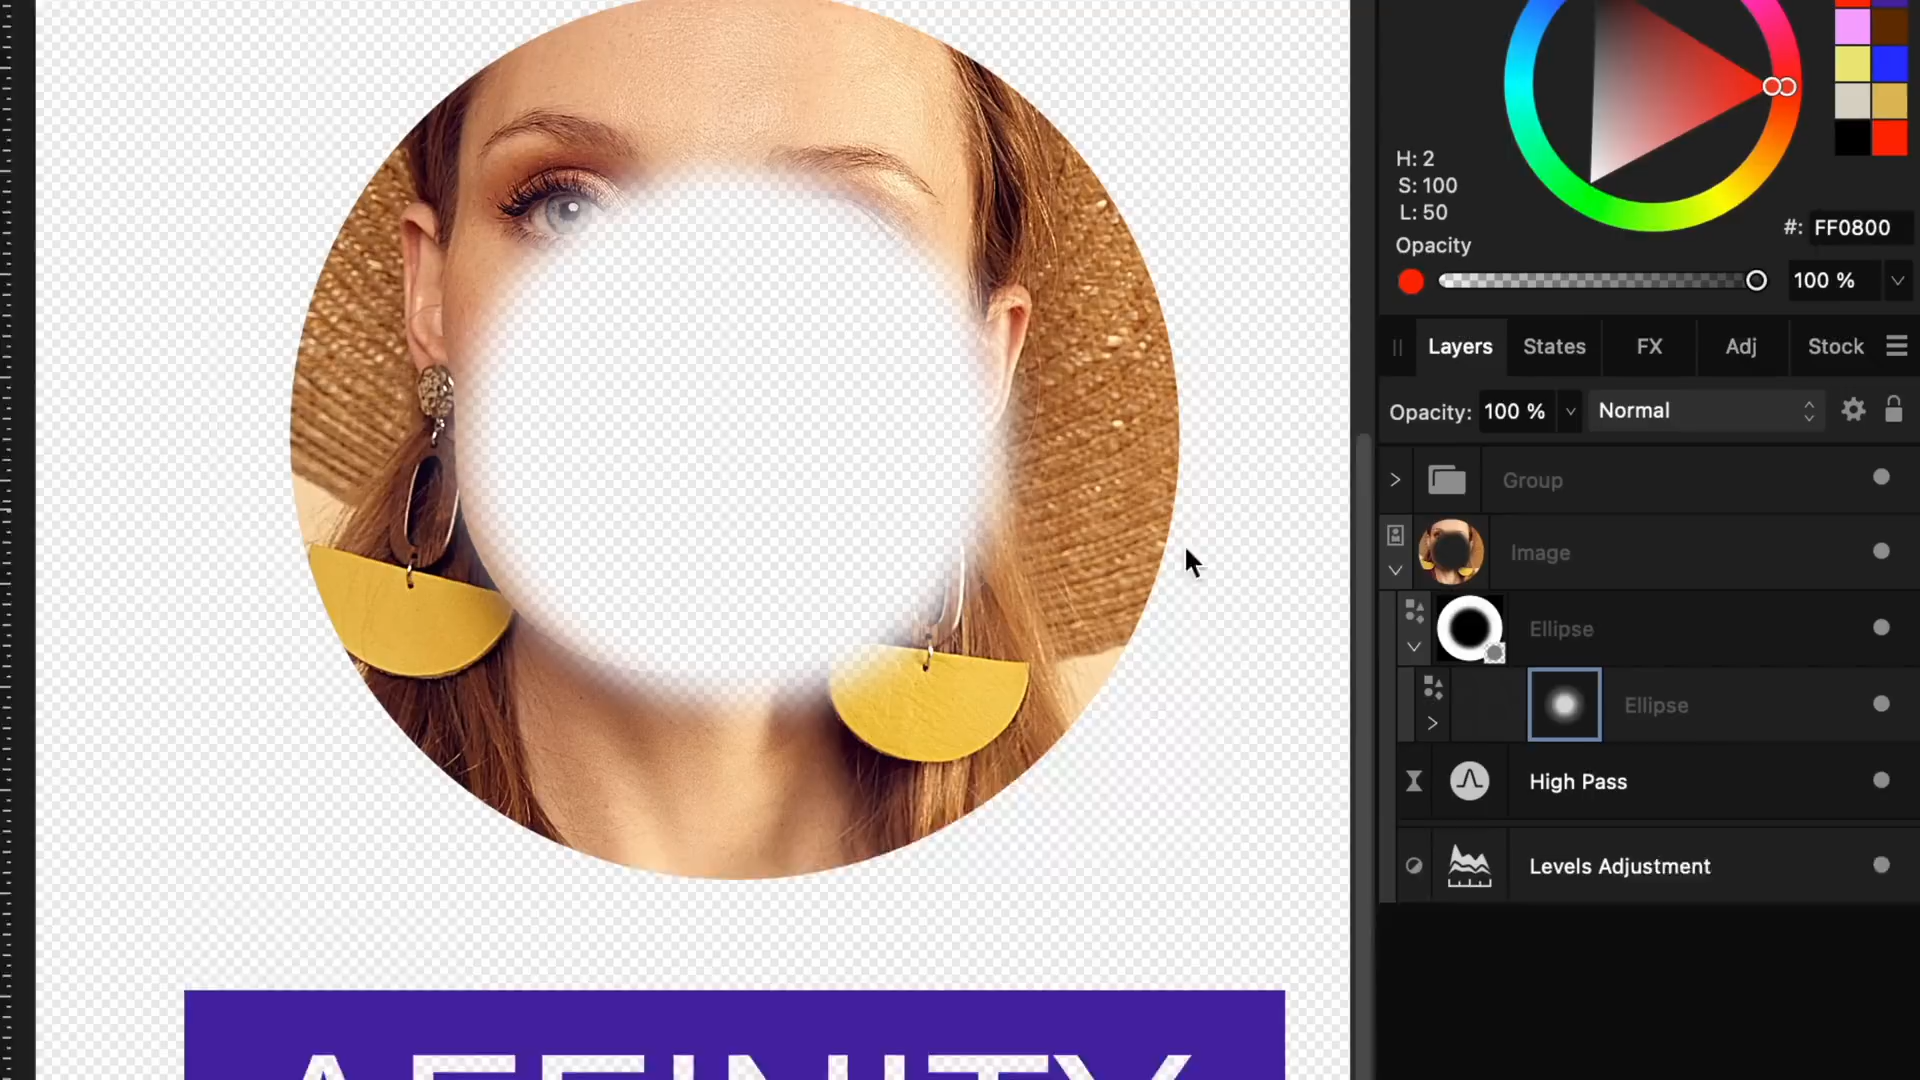 H: 2
S: 100
L: 50
#: FF0800
Opacity
100 %
Layers States FX Adj Stock
Opacity: 100 % Normal
Group
Image
Ellipse
Ellipse
High Pass
Levels Adjustment
AFFINITY